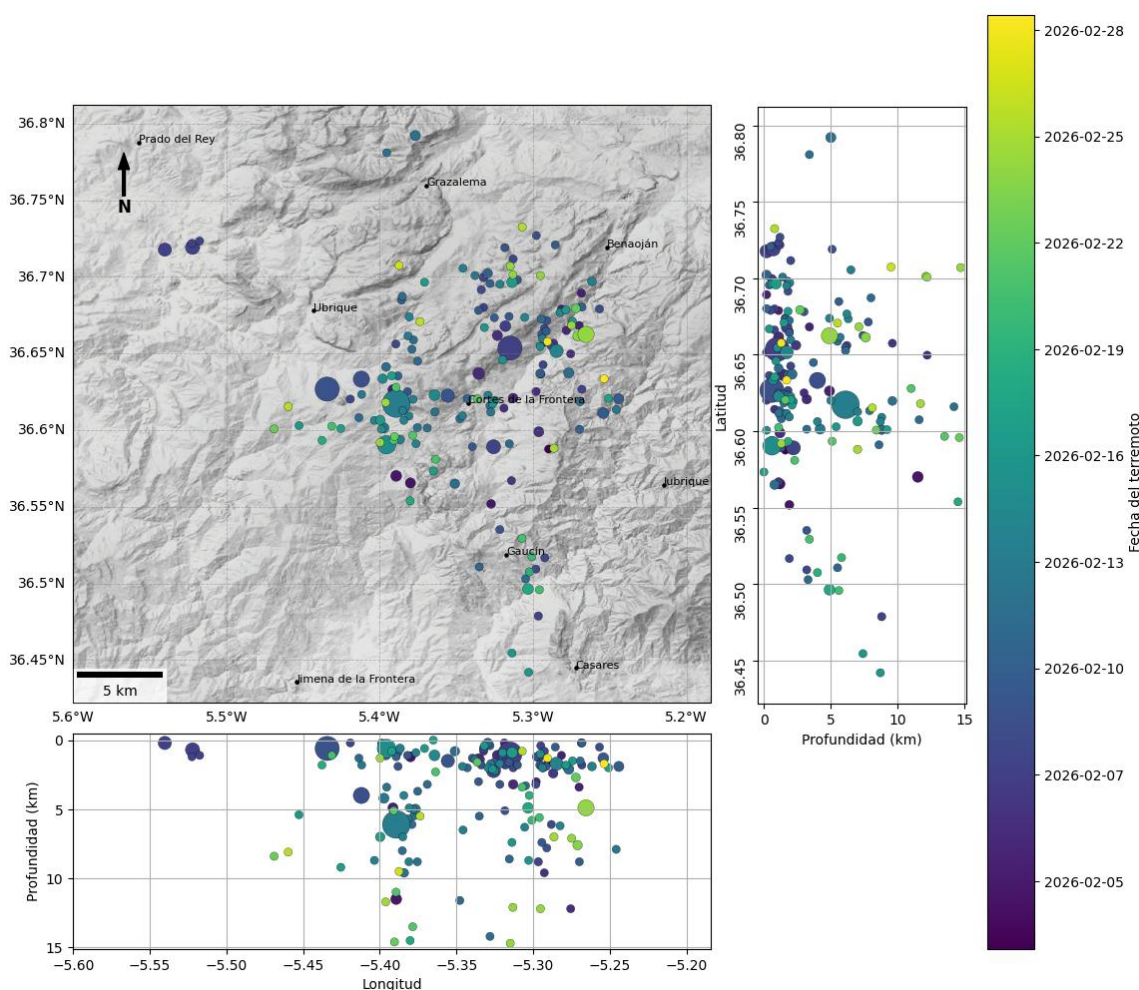 Prado del Rey
N
Grazalema
Benaoján
Ubrique
Cortes de la Frontera
Jubrique
Gaucín
Casares
Jimena de la Frontera
5 km
36.8°N
36.75°N
36.7°N
36.65°N
36.6°N
36.55°N
36.5°N
36.45°N
5.6°W
5.5°W
5.4°W
5.3°W
5.2°W
36.80
36.75
36.70
36.65
36.60
36.55
36.50
36.45
Latitud
0
5
10
15
Profundidad (km)
0
5
10
15
Profundidad (km)
−5.60
−5.55
−5.50
−5.45
−5.40
−5.35
−5.30
−5.25
−5.20
Longitud
2026-02-28
2026-02-25
2026-02-22
2026-02-19
2026-02-16
2026-02-13
2026-02-10
2026-02-07
2026-02-05
Fecha del terremoto